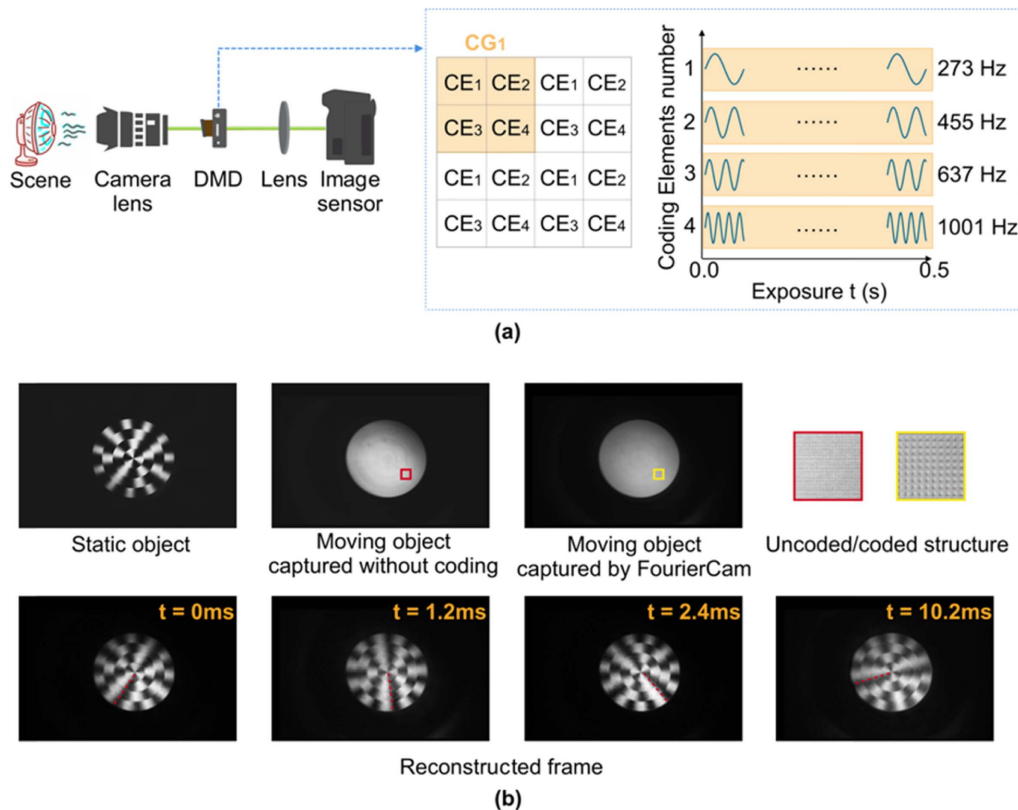 CG1
CE1 CE2 CE1 CE2
CE3 CE4 CE3 CE4
CE1 CE2 CE1 CE2
CE3 CE4 CE3 CE4
Scene
Camera
lens
DMD
Lens
Image
sensor
Coding Elements number
1 ...... 273 Hz
2 ...... 455 Hz
3 ...... 637 Hz
4 ...... 1001 Hz
0.0 0.5
Exposure t (s)
(a)
Static object
Moving object
captured without coding
Moving object
captured by FourierCam
Uncoded/coded structure
t = 0ms
t = 1.2ms
t = 2.4ms
t = 10.2ms
Reconstructed frame
(b)